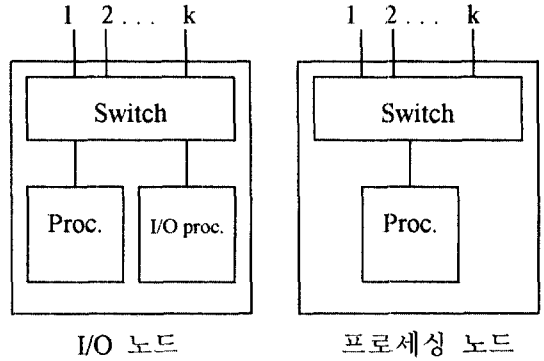 1 2 . . . k
1 2 . . . k
Switch
Switch
Proc.
I/O proc.
Proc.
I/O 노드
프로세싱 노드